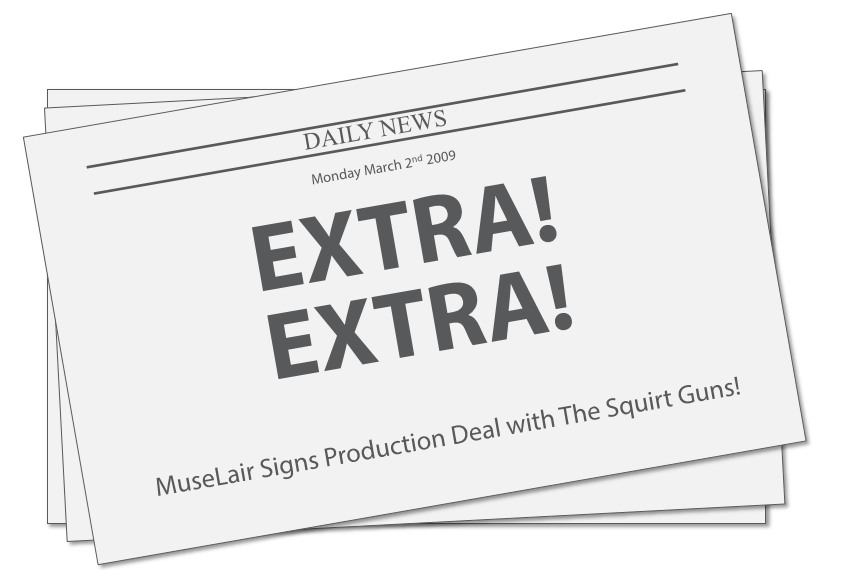 DAILY NEWS
Monday March 2nd 2009
EXTRA!
EXTRA!
MuseLair Signs Production Deal with The Squirt Guns!